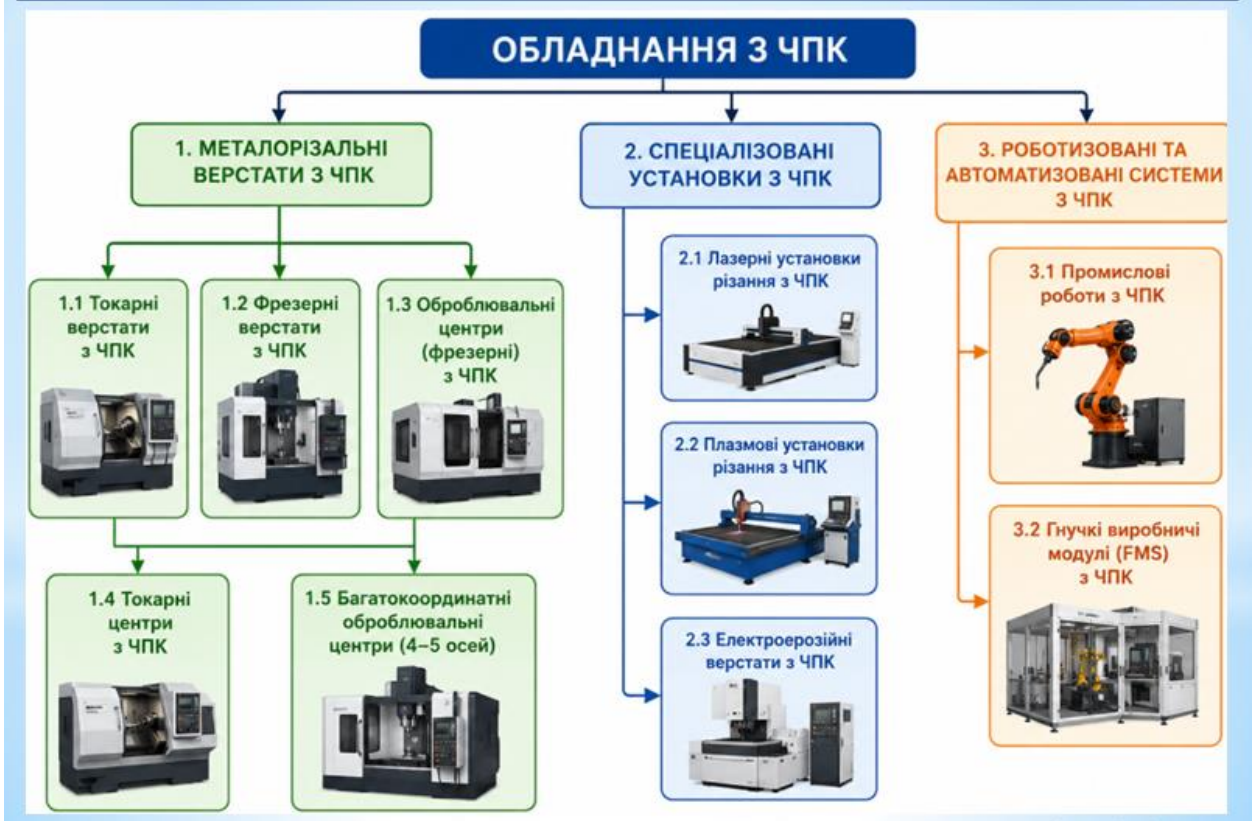 ОБЛАДНАННЯ З ЧПК
1. МЕТАЛОРІЗАЛЬНІ
ВЕРСТАТИ З ЧПК
2. СПЕЦІАЛІЗОВАНІ
УСТАНОВКИ З ЧПК
3. РОБОТИЗОВАНІ ТА
АВТОМАТИЗОВАНІ СИСТЕМИ
З ЧПК
1.1 Токарні
верстати
з ЧПК
1.2 Фрезерні
верстати
з ЧПК
1.3 Оброблювальні
центри
(фрезерні)
з ЧПК
1.4 Токарні
центри
з ЧПК
1.5 Багатокоординатні
оброблювальні
центри (4–5 осей)
2.1 Лазерні установки
різання з ЧПК
2.2 Плазмові установки
різання з ЧПК
2.3 Електроерозійні
верстати з ЧПК
3.1 Промислові
роботи з ЧПК
3.2 Гнучкі виробничі
модулі (FMS)
з ЧПК